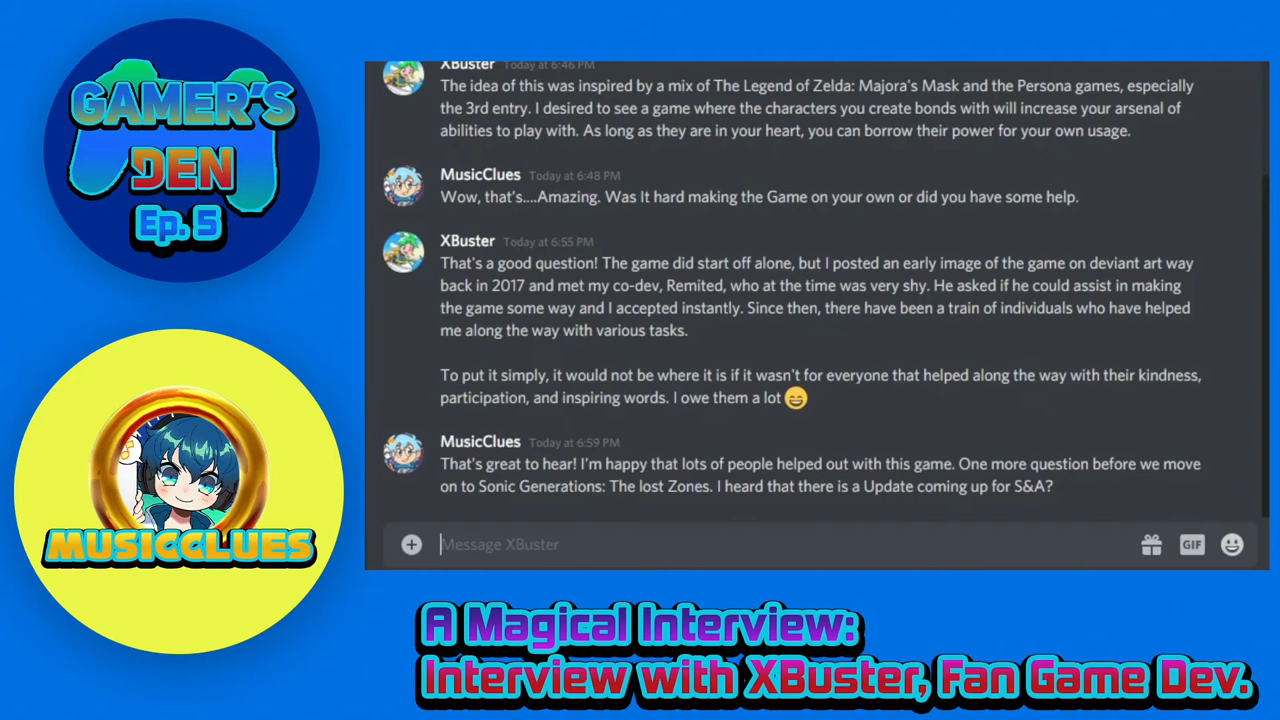 GAMER'S
DEN
Ep. 5
MUSICCLUES
XBuster Today at 6:46 PM
The idea of this was inspired by a mix of The Legend of Zelda: Majora's Mask and the Persona games, especially
the 3rd entry. I desired to see a game where the characters you create bonds with will increase your arsenal of
abilities to play with. As long as they are in your heart, you can borrow their power for your own usage.
MusicClues Today at 6:48 PM
Wow, that's....Amazing. Was It hard making the Game on your own or did you have some help.
XBuster Today at 6:55 PM
That's a good question! The game did start off alone, but I posted an early image of the game on deviant art way
back in 2017 and met my co-dev, Remited, who at the time was very shy. He asked if he could assist in making
the game some way and I accepted instantly. Since then, there have been a train of individuals who have helped
me along the way with various tasks.
To put it simply, it would not be where it is if it wasn't for everyone that helped along the way with their kindness,
participation, and inspiring words. I owe them a lot 😄
MusicClues Today at 6:59 PM
That's great to hear! I'm happy that lots of people helped out with this game. One more question before we move
on to Sonic Generations: The lost Zones. I heard that there is a Update coming up for S&A?
Message XBuster
GIF
A Magical Interview:
Interview with XBuster, Fan Game Dev.